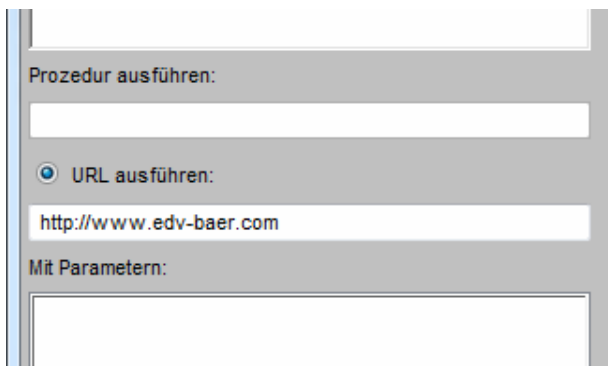 Prozedur ausführen:
URL ausführen:
http://www.edv-baer.com
Mit Parametern: